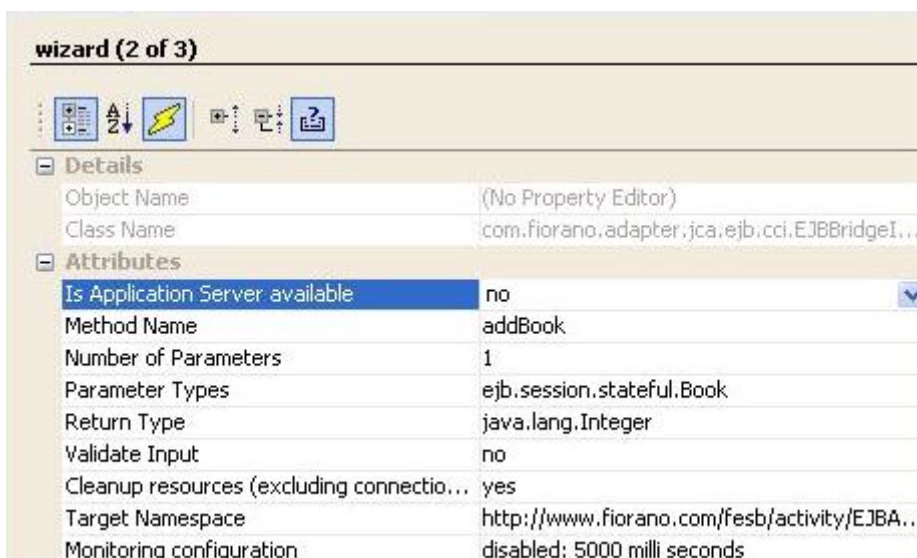 wizard (2 of 3)
Details
Object Name (No Property Editor)
Class Name com.fiorano.adapter.jca.ejb.cci.EJBBridgeI...
Attributes
Is Application Server available no
Method Name addBook
Number of Parameters 1
Parameter Types ejb.session.stateful.Book
Return Type java.lang.Integer
Validate Input no
Cleanup resources (excluding connectio... yes
Target Namespace http://www.fiorano.com/fesb/activity/EJBA...
Monitoring configuration disabled: 5000 milli seconds